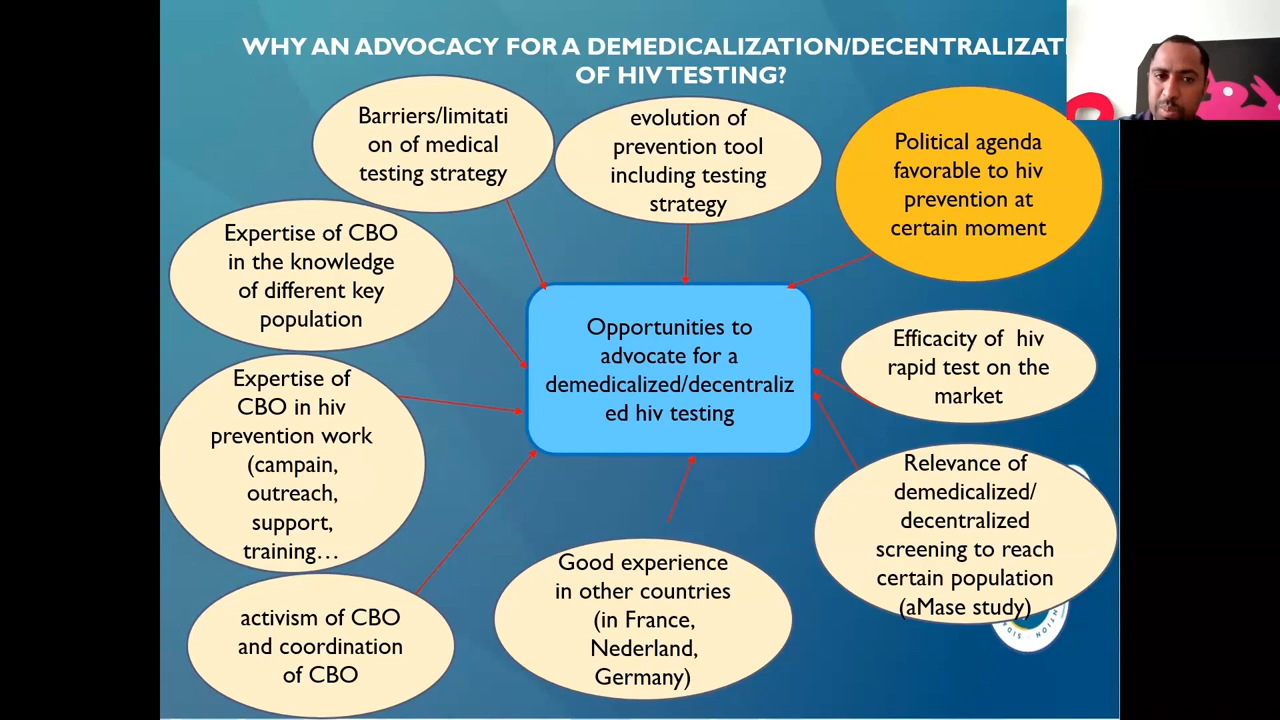 WHY AN ADVOCACY FOR A DEMEDICALIZATION/DECENTRALIZATI
OF HIV TESTING?
Barriers/limitati
on of medical
testing strategy
evolution of
prevention tool
including testing
strategy
Political agenda
favorable to hiv
prevention at
certain moment
Expertise of CBO
in the knowledge
of different key
population
Opportunities to
advocate for a
demedicalized/decentraliz
ed hiv testing
Efficacity of hiv
rapid test on the
market
Expertise of
CBO in hiv
prevention work
(campain,
outreach,
support,
training...
Relevance of
demedicalized/
decentralized
screening to reach
certain population
(aMase study)
Good experience
in other countries
(in France,
Nederland,
Germany)
activism of CBO
and coordination
of CBO